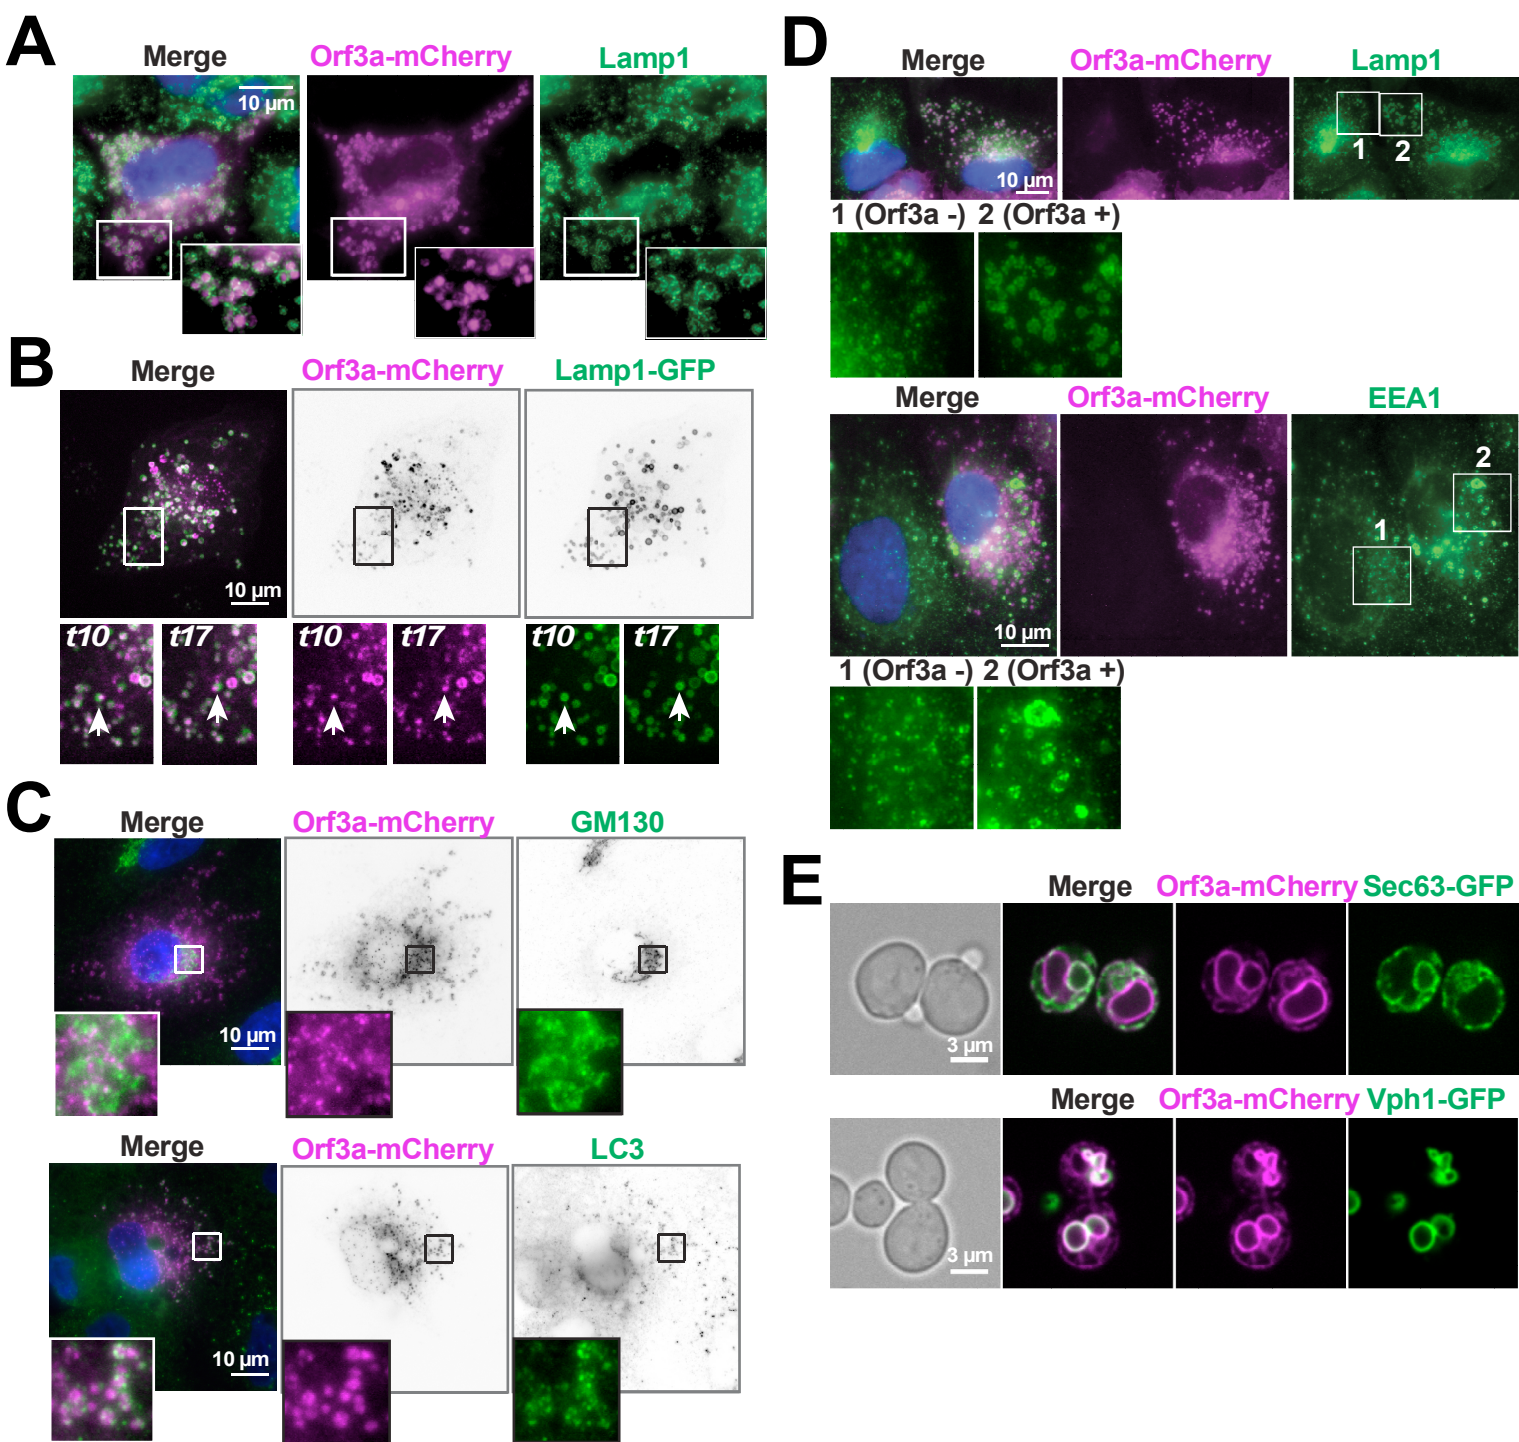 A
Merge Orf3a-mCherry Lamp1
10 µm
B
Merge Orf3a-mCherry Lamp1-GFP
10 µm
t10 t17 t10 t17 t10 t17
C
Merge Orf3a-mCherry GM130
10 µm
Merge Orf3a-mCherry LC3
10 µm
D
Merge Orf3a-mCherry Lamp1
1 2
10 µm
1 (Orf3a -) 2 (Orf3a +)
Merge Orf3a-mCherry EEA1
2
1
10 µm
1 (Orf3a -) 2 (Orf3a +)
E
Merge Orf3a-mCherry Sec63-GFP
3 µm
Merge Orf3a-mCherry Vph1-GFP
3 µm